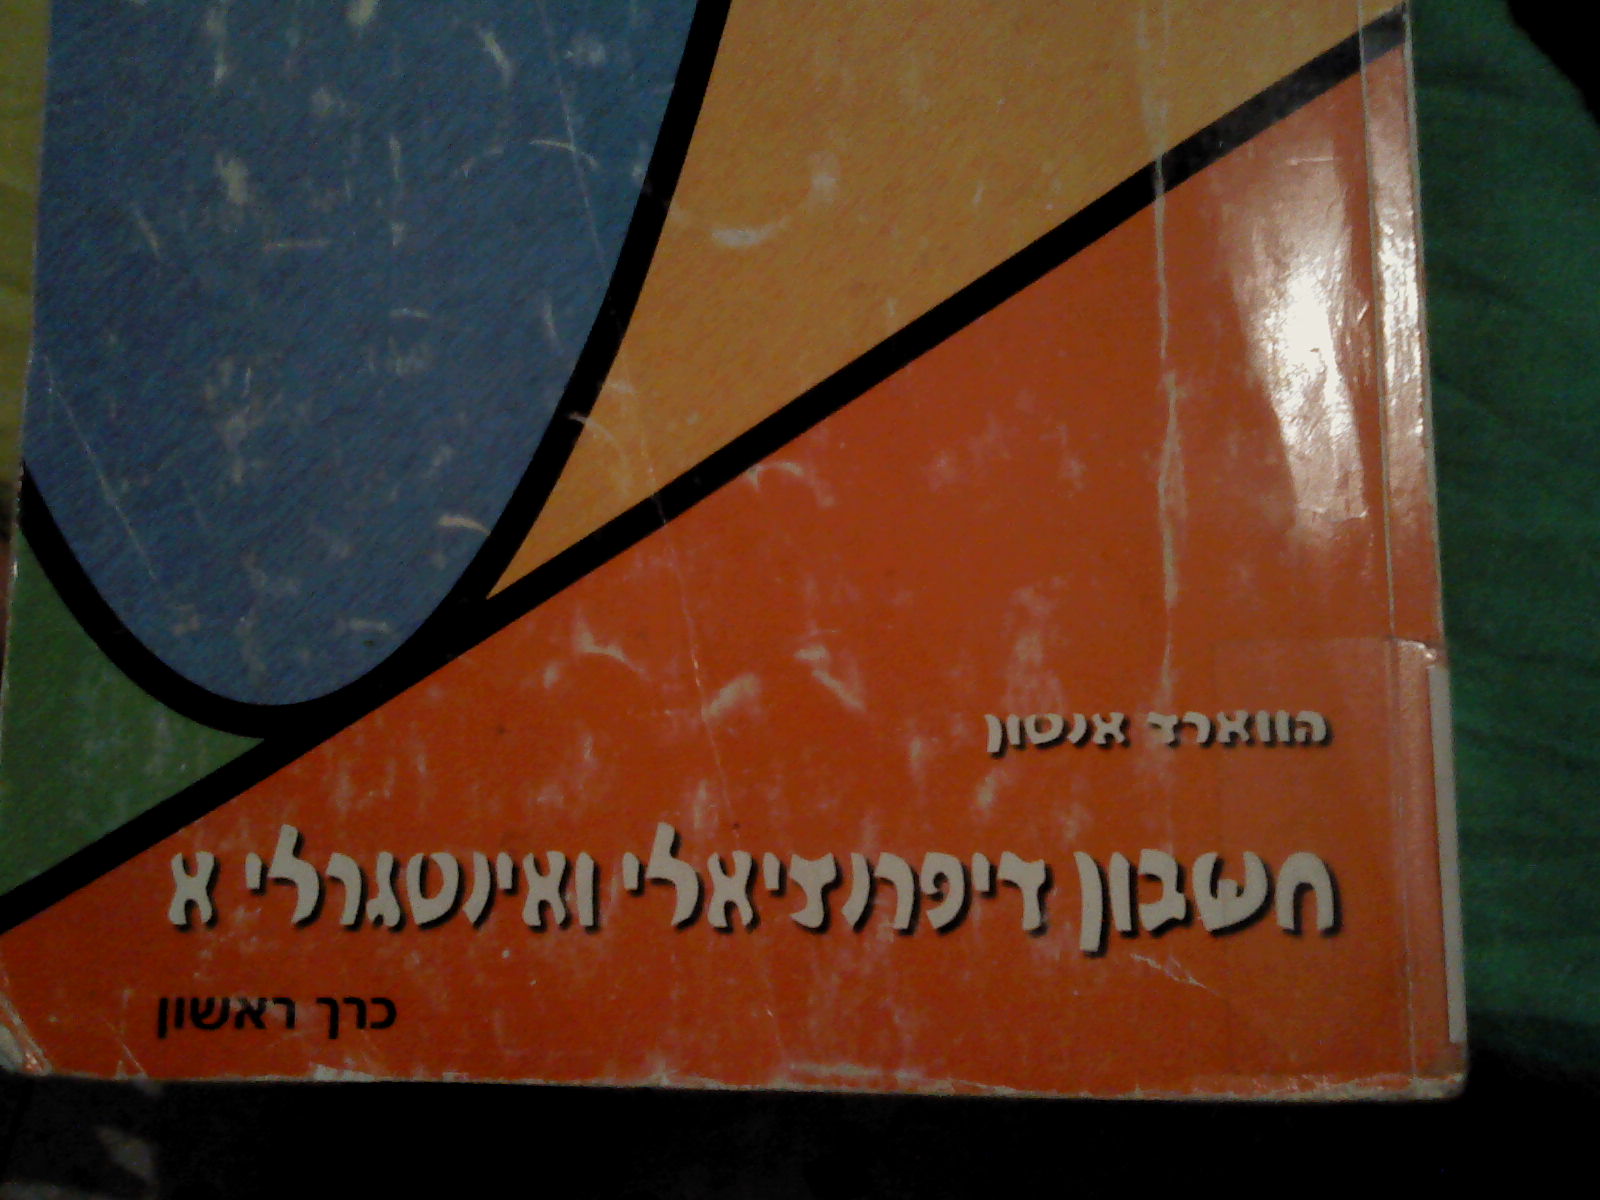 הווארד אנטון
חשבון דיפרנציאלי ואינטגרלי א
כרך ראשון